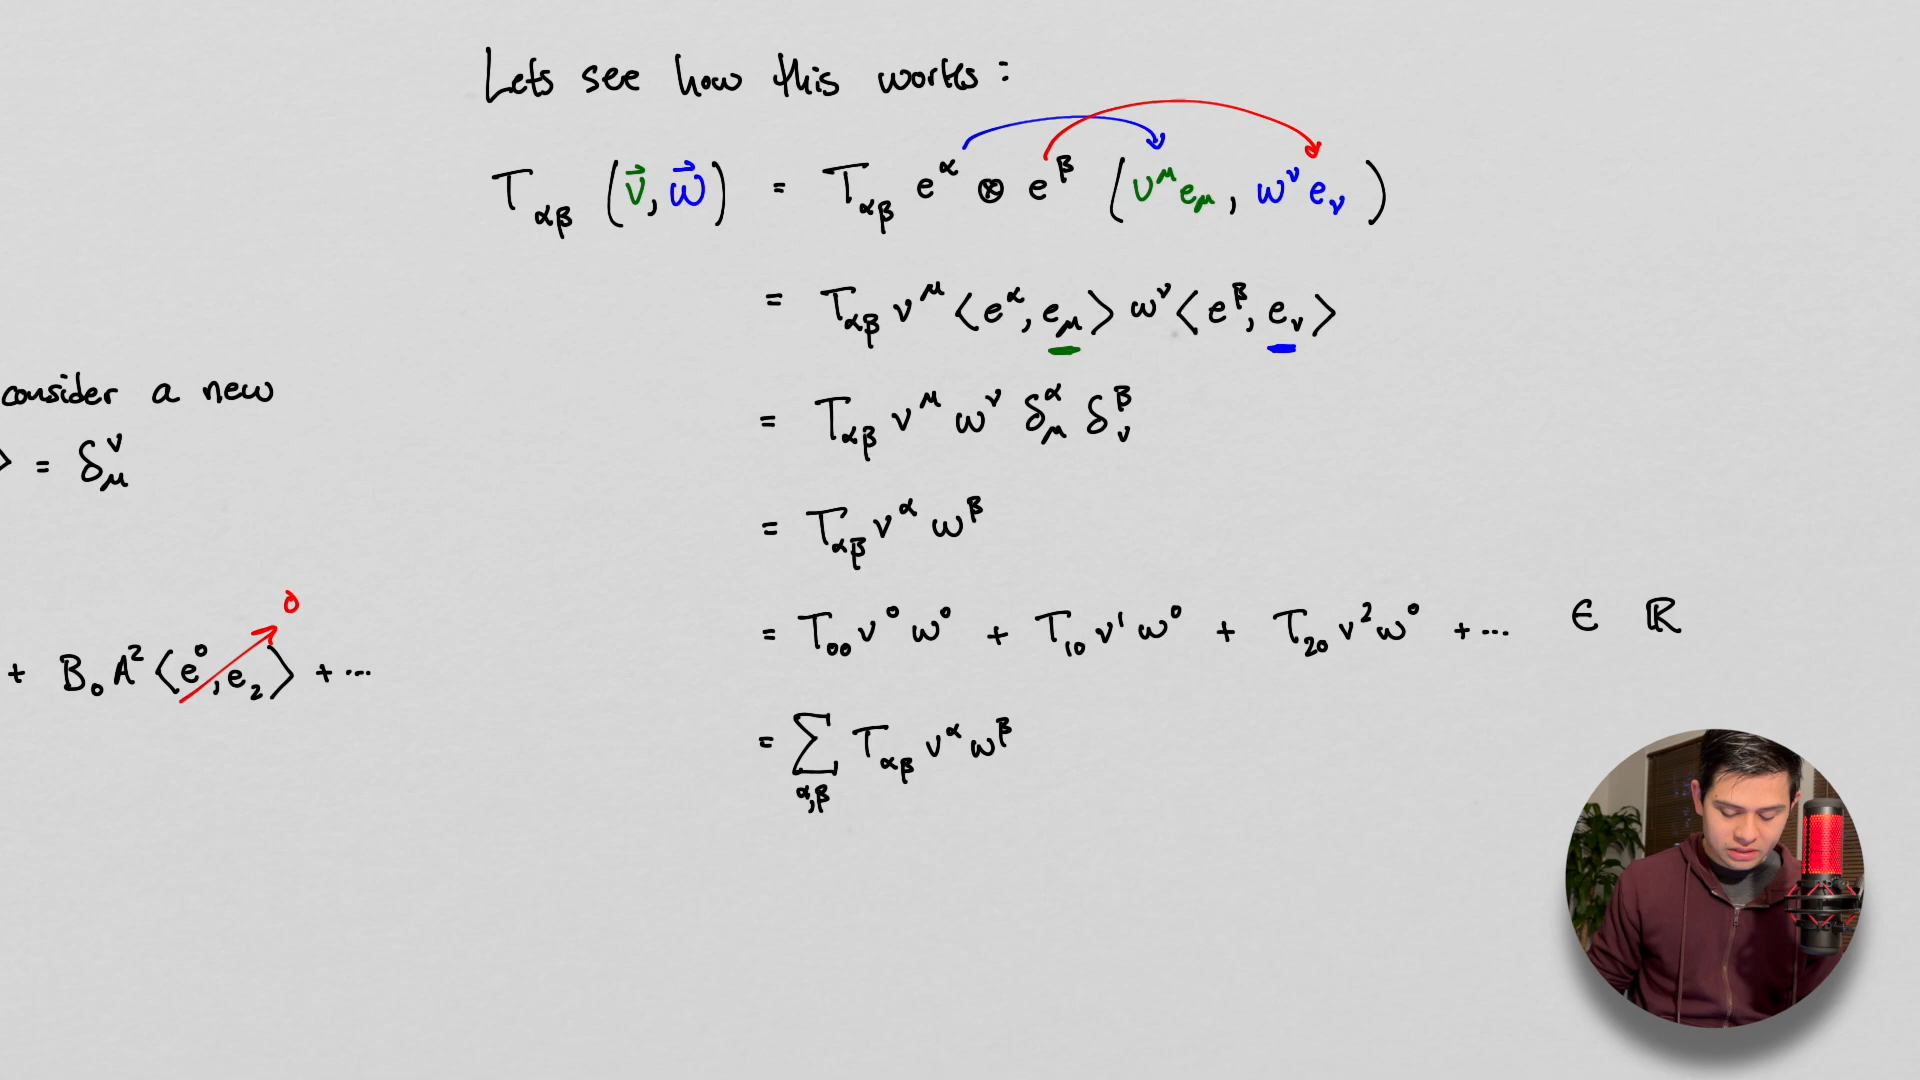 Lets see how this works :
T_αβ (v⃗, w⃗) = T_αβ e^α ⊗ e^β (v^μ e_μ, w^ν e_ν)
= T_αβ v^μ ⟨e^α, e_μ⟩ w^ν ⟨e^β, e_ν⟩
= T_αβ v^μ w^ν δ^α_μ δ^β_ν
= T_αβ v^α w^β
= T_00 v^0 w^0 + T_10 v^1 w^0 + T_20 v^2 w^0 + ... ∈ ℝ
= Σ_α,β T_αβ v^α w^β
consider a new
⟩ = δ^ν_μ
0
+ B_0 A^2 ⟨e^0, e_2⟩ + ...